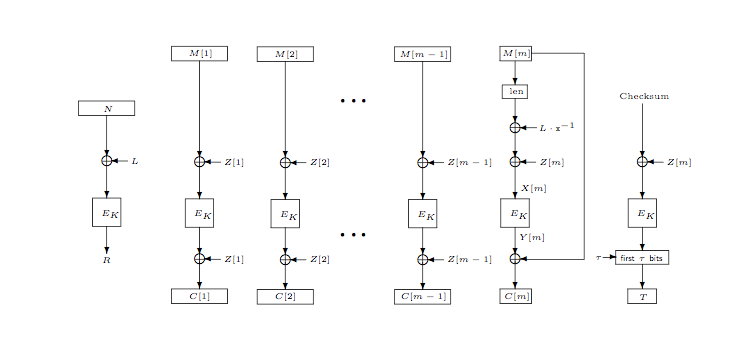 M[1] M[2] M[m − 1] M[m]
len
Checksum
N
L · x⁻¹
L Z[1] Z[2] Z[m − 1] Z[m] Z[m]
X[m]
E_K E_K E_K E_K E_K E_K
Y[m]
R Z[1] Z[2] Z[m − 1] τ first τ bits
C[1] C[2] C[m − 1] C[m] T